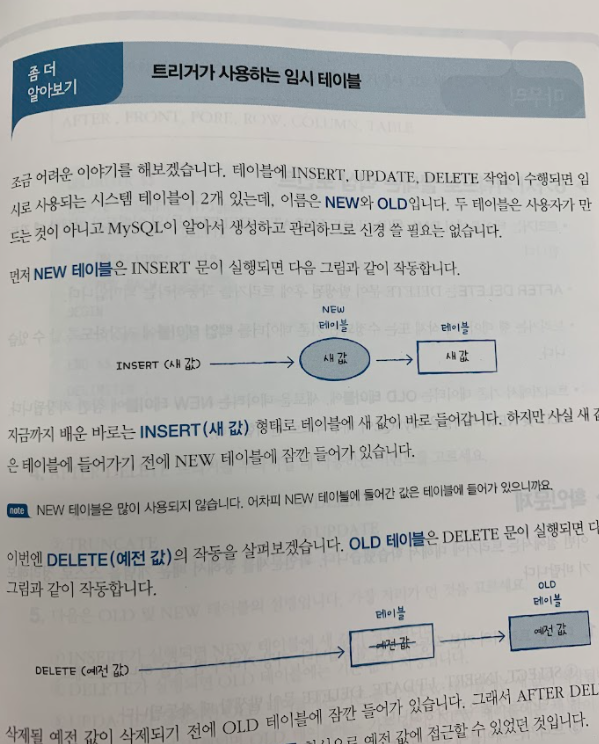 좀 더
알아보기
트리거가 사용하는 임시 테이블
조금 어려운 이야기를 해보겠습니다. 테이블에 INSERT, UPDATE, DELETE 작업이 수행되면 임
시로 사용되는 시스템 테이블이 2개 있는데, 이름은 NEW와 OLD입니다. 두 테이블은 사용자가 만
드는 것이 아니고 MySQL이 알아서 생성하고 관리하므로 신경 쓸 필요는 없습니다.
먼저 NEW 테이블은 INSERT 문이 실행되면 다음 그림과 같이 작동합니다.
NEW
테이블
테이블
INSERT (새 값)
새 값
새 값
지금까지 배운 바로는 INSERT(새 값) 형태로 테이블에 새 값이 바로 들어갑니다. 하지만 사실 새 값
은 테이블에 들어가기 전에 NEW 테이블에 잠깐 들어가 있습니다.
note NEW 테이블은 많이 사용되지 않습니다. 어차피 NEW 테이블에 들어간 값은 테이블에 들어가 있으니까요.
이번엔 DELETE(예전 값)의 작동을 살펴보겠습니다. OLD 테이블은 DELETE 문이 실행되면 다
그림과 같이 작동합니다.
OLD
테이블
테이블
예전 값
예전 값
DELETE (예전 값)
삭제될 예전 값이 삭제되기 전에 OLD 테이블에 잠깐 들어가 있습니다. 그래서 AFTER DEL
으로 예전 값에 접근할 수 있었던 것입니다.